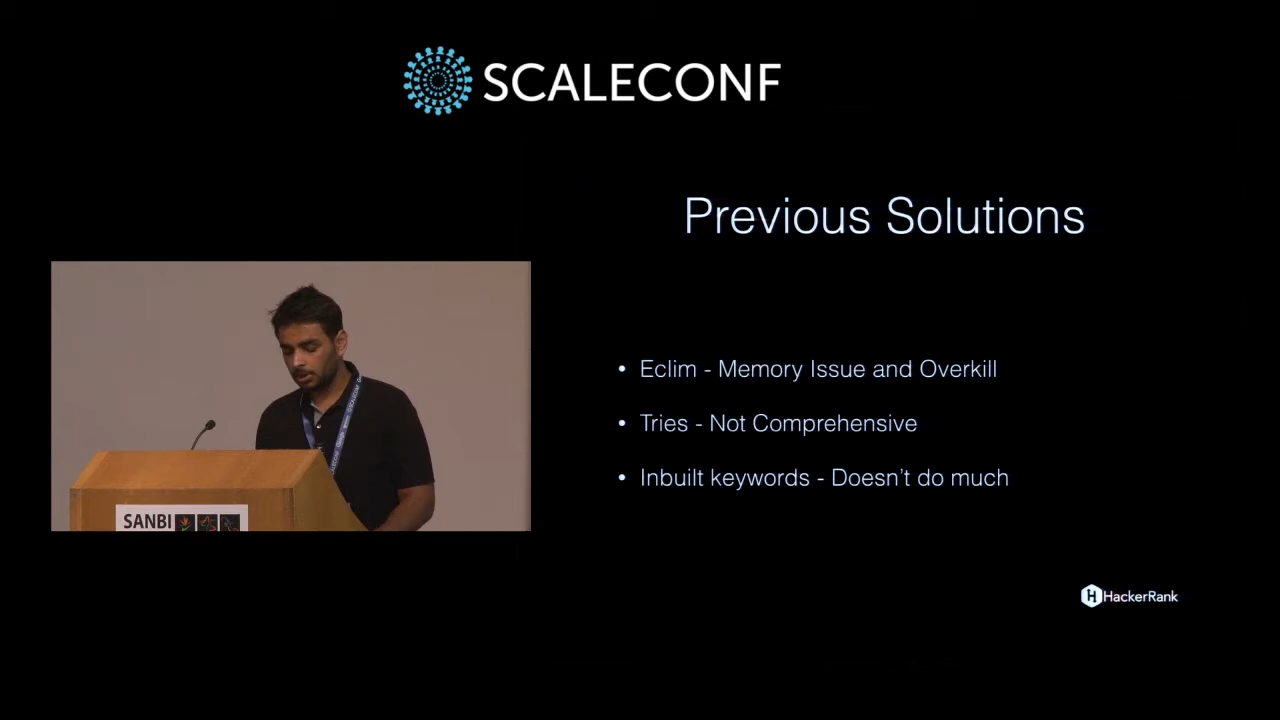 SCALECONF
Previous Solutions
• Eclim - Memory Issue and Overkill
• Tries - Not Comprehensive
• Inbuilt keywords - Doesn't do much
SANBI
HackerRank